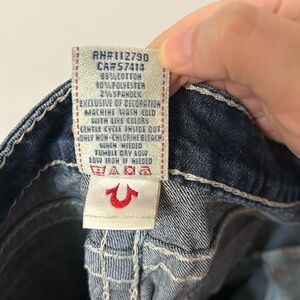 RN#112790
CA#57414
88%COTTON
10%POLYESTER
2%SPANDEX
EXCLUSIVE OF DECORATION
MACHINE WASH COLD
WITH LIKE COLORS
GENTLE CYCLE INSIDE OUT
ONLY NON-CHLORINE BLEACH
WHEN NEEDED
TUMBLE DRY LOW
LOW IRON IF NEEDED